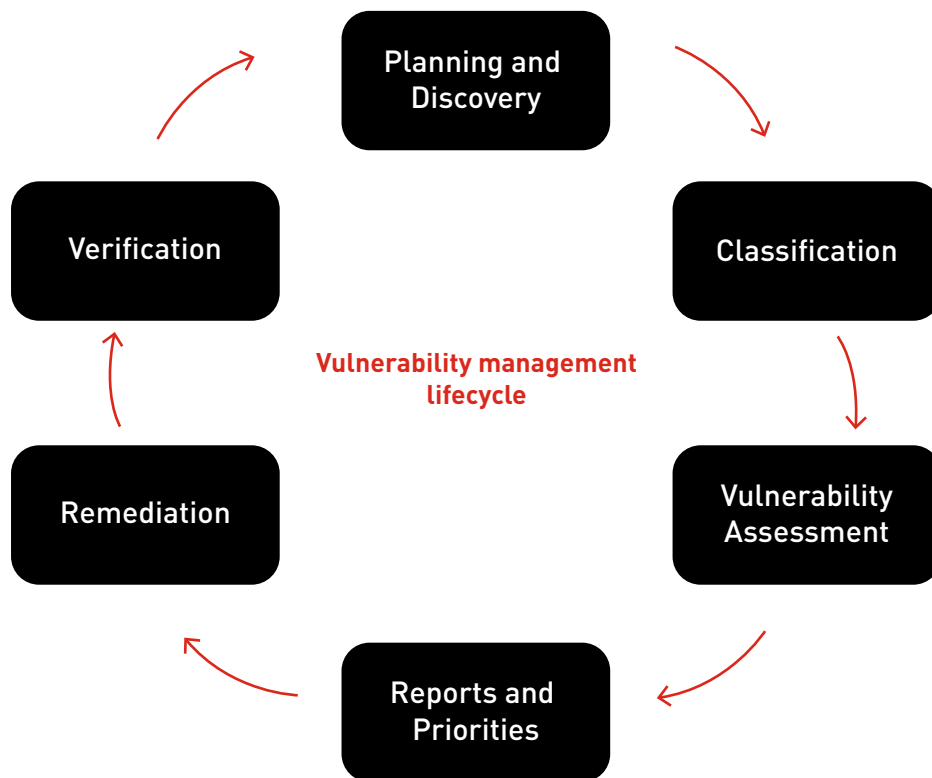 Planning and
Discovery
Classification
Vulnerability
Assessment
Reports and
Priorities
Remediation
Verification
Vulnerability management
lifecycle